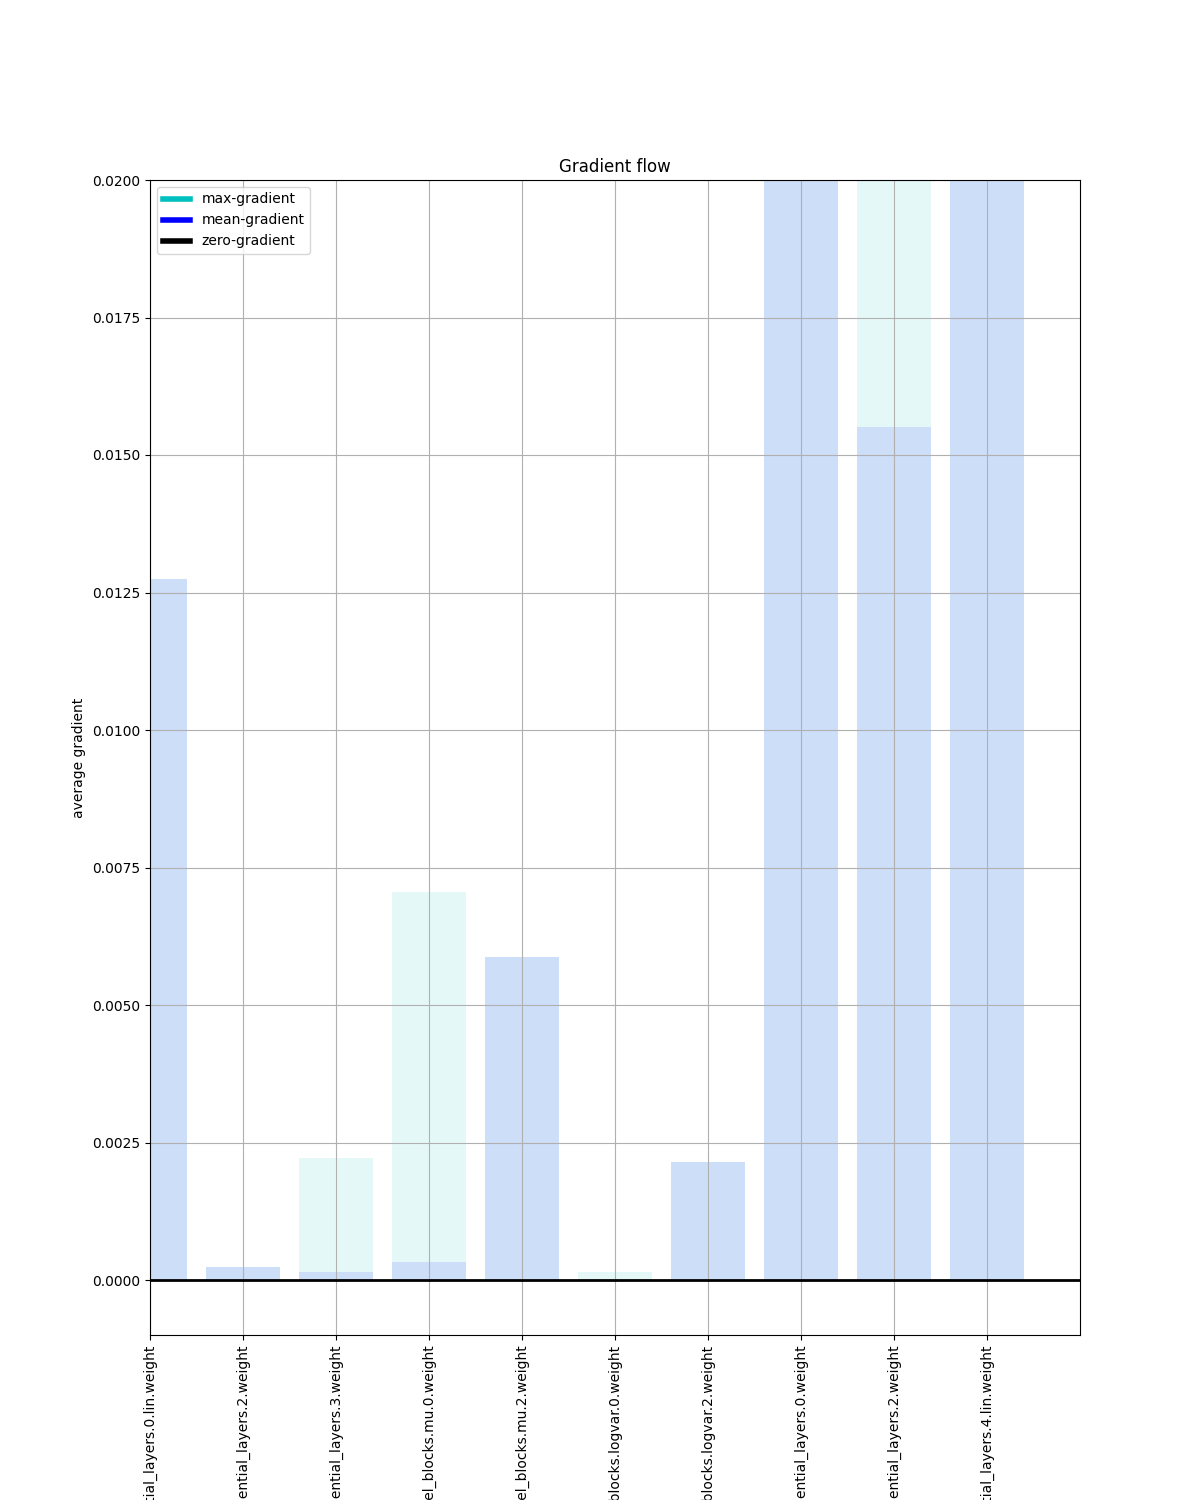 Gradient flow
max-gradient
mean-gradient
zero-gradient
average gradient
0.0200
0.0175
0.0150
0.0125
0.0100
0.0075
0.0050
0.0025
0.0000
tial_layers.0.lin.weight
ential_layers.2.weight
ential_layers.3.weight
el_blocks.mu.0.weight
el_blocks.mu.2.weight
blocks.logvar.0.weight
blocks.logvar.2.weight
ential_layers.0.weight
ential_layers.2.weight
tial_layers.4.lin.weight